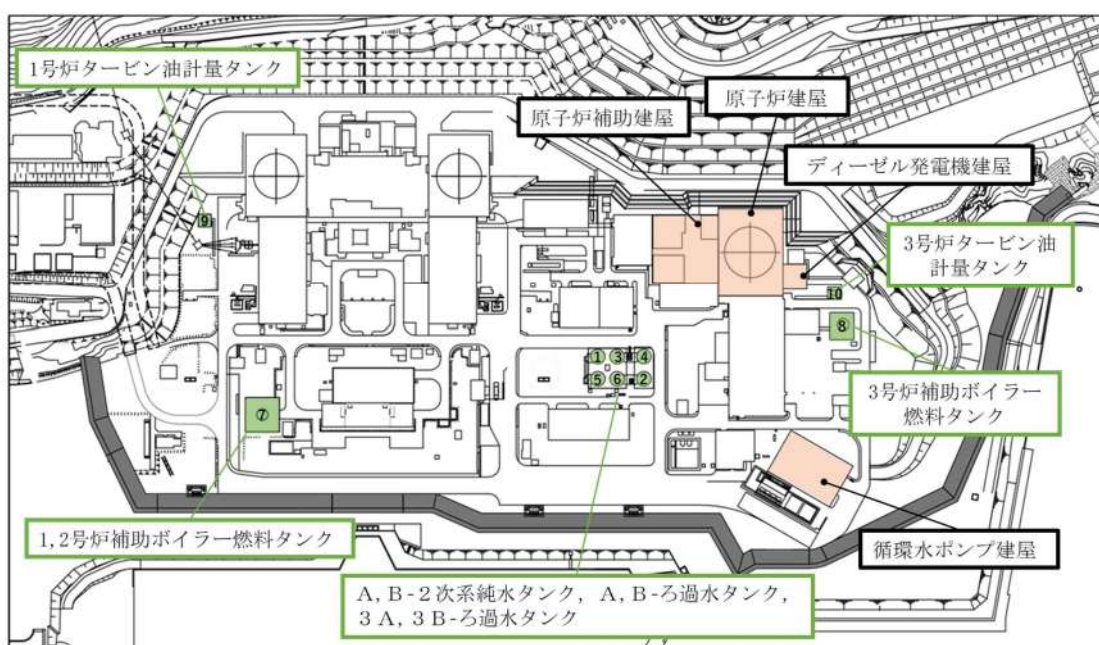 1号炉タービン油計量タンク
原子炉補助建屋
原子炉建屋
ディーゼル発電機建屋
3号炉タービン油
計量タンク
⑨
10
⑧
① ③ ④
⑤ ⑥ ②
⑦
3号炉補助ボイラー
燃料タンク
1,2号炉補助ボイラー燃料タンク
循環水ポンプ建屋
A,B-2次系純水タンク, A,B-ろ過水タンク,
3A,3B-ろ過水タンク